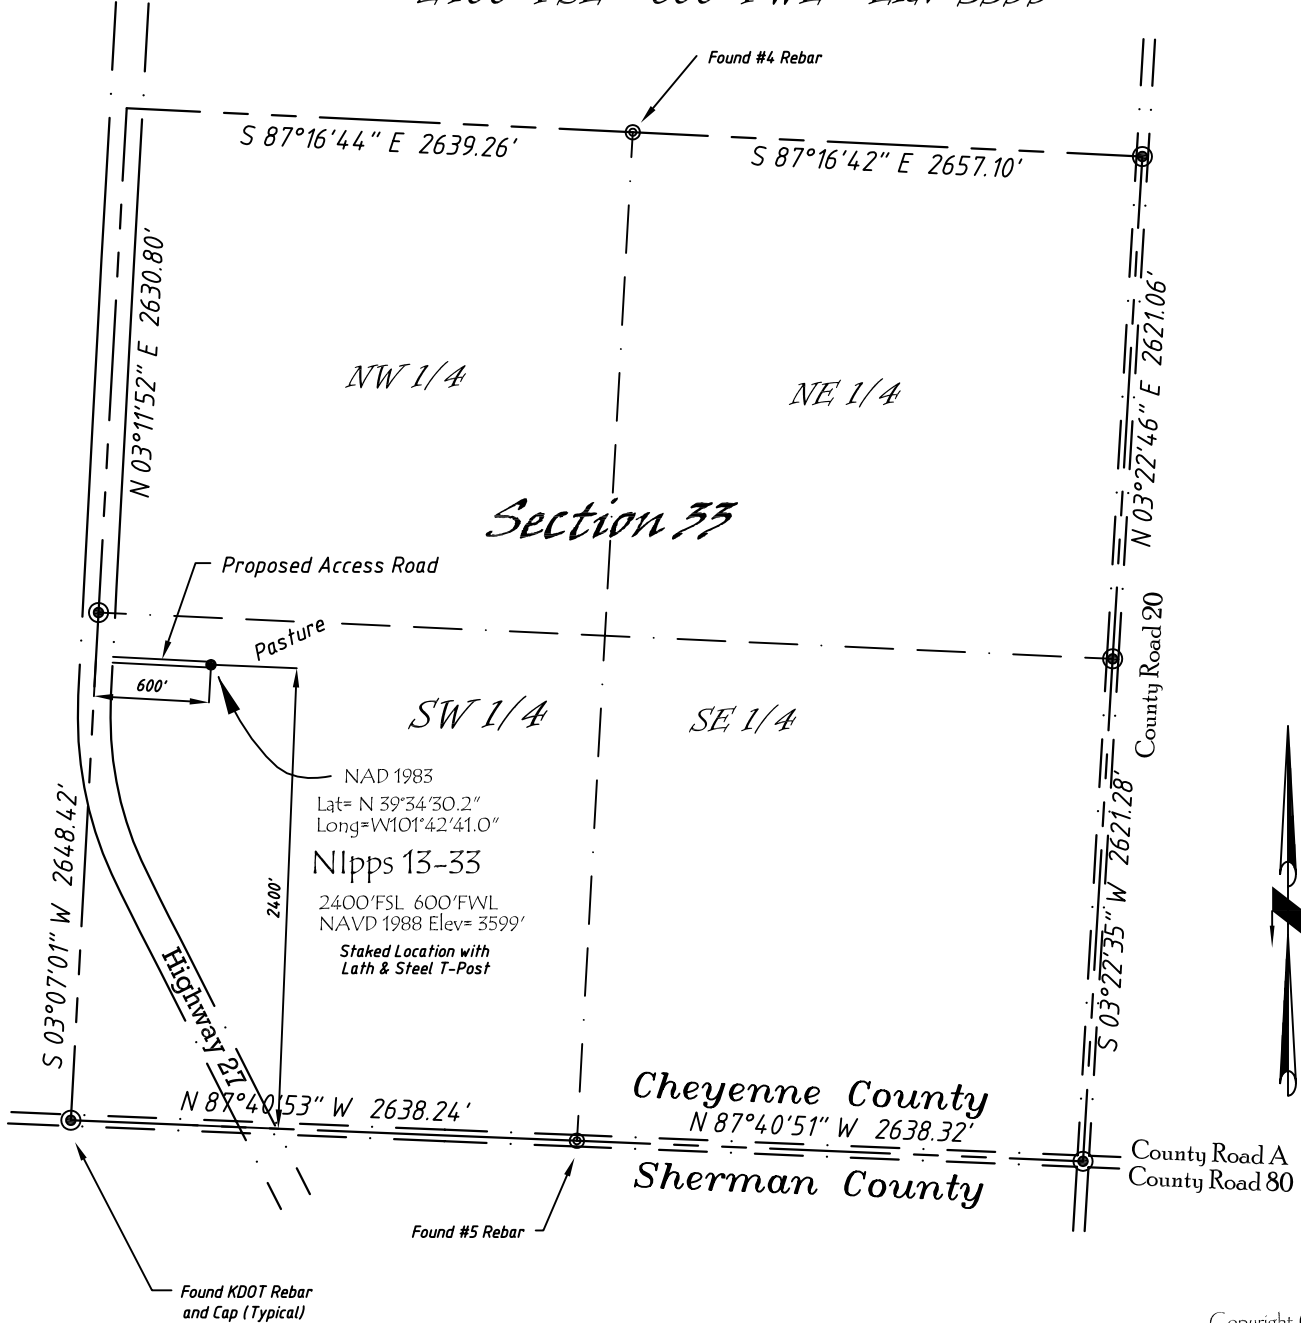 Found #4 Rebar
S 87°16'44" E 2639.26'
S 87°16'42" E 2657.10'
N 03°11'52" E 2630.80'
N 03°22'46" E 2621.06'
NW 1/4
NE 1/4
Section 33
Proposed Access Road
Pasture
600'
County Road 20
SW 1/4
SE 1/4
NAD 1983
Lat= N 39°34'30.2"
Long=W101°42'41.0"
NIpps 13-33
2400'FSL 600'FWL
NAVD 1988 Elev= 3599'
Staked Location with
Lath & Steel T-Post
2400'
S 03°07'01" W 2648.42'
S 03°22'35" W 2621.28'
Highway 27
N 87°40'53" W 2638.24'
Cheyenne County
N 87°40'51" W 2638.32'
Sherman County
County Road A
County Road 80
Found #5 Rebar
Found KDOT Rebar
and Cap (Typical)
Copyright